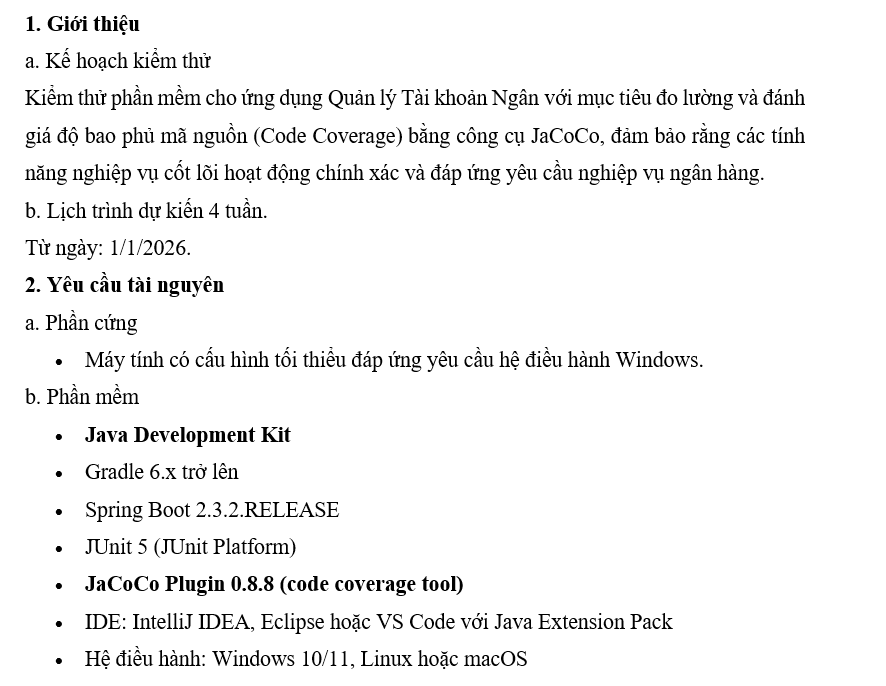 1. Giới thiệu
a. Kế hoạch kiểm thử
Kiểm thử phần mềm cho ứng dụng Quản lý Tài khoản Ngân với mục tiêu đo lường và đánh
giá độ bao phủ mã nguồn (Code Coverage) bằng công cụ JaCoCo, đảm bảo rằng các tính
năng nghiệp vụ cốt lõi hoạt động chính xác và đáp ứng yêu cầu nghiệp vụ ngân hàng.
b. Lịch trình dự kiến 4 tuần.
Từ ngày: 1/1/2026.
2. Yêu cầu tài nguyên
a. Phần cứng
• Máy tính có cấu hình tối thiểu đáp ứng yêu cầu hệ điều hành Windows.
b. Phần mềm
• Java Development Kit
• Gradle 6.x trở lên
• Spring Boot 2.3.2.RELEASE
• JUnit 5 (JUnit Platform)
• JaCoCo Plugin 0.8.8 (code coverage tool)
• IDE: IntelliJ IDEA, Eclipse hoặc VS Code với Java Extension Pack
• Hệ điều hành: Windows 10/11, Linux hoặc macOS